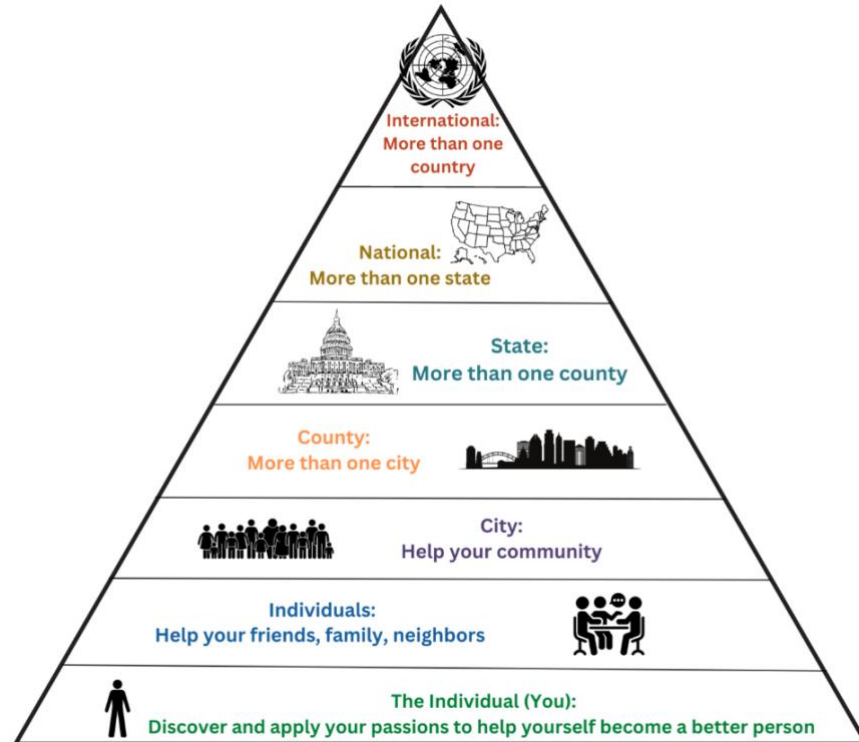 International:
More than one
country
National:
More than one state
State:
More than one county
County:
More than one city
City:
Help your community
Individuals:
Help your friends, family, neighbors
The Individual (You):
Discover and apply your passions to help yourself become a better person